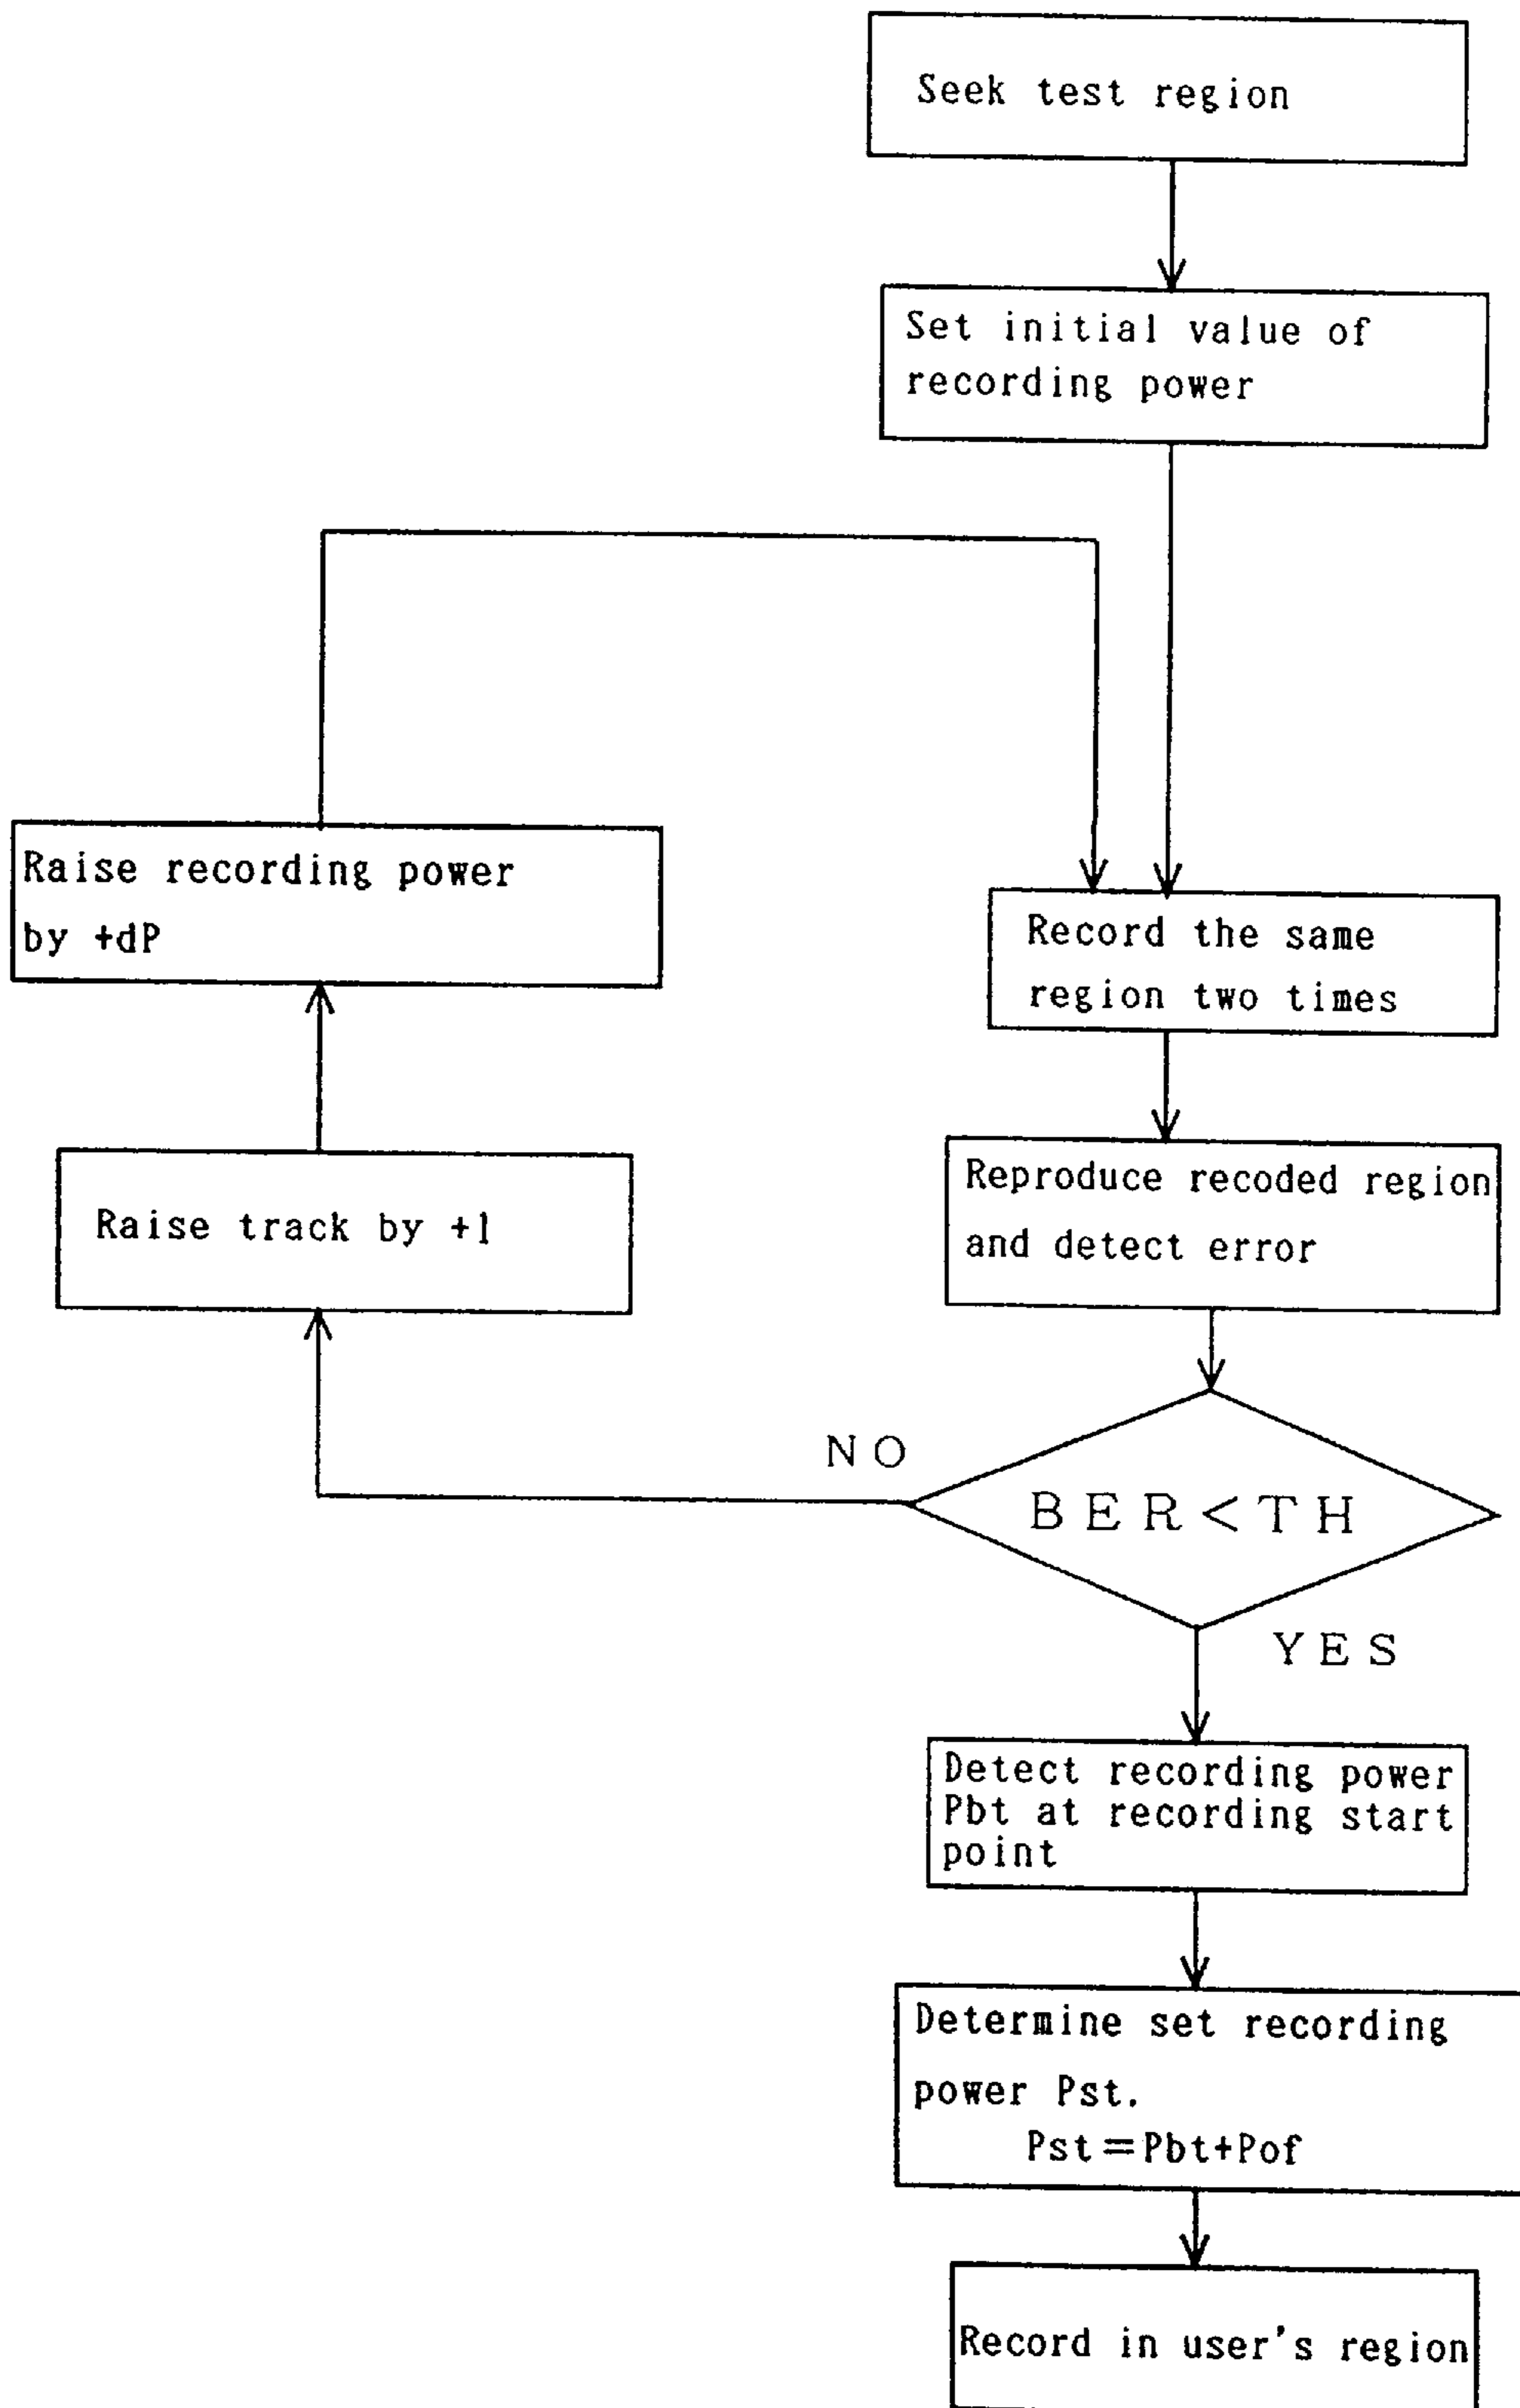 Seek test region
Set initial value of
recording power
Raise recording power
by +dP
Record the same
region two times
Reproduce recoded region
and detect error
Raise track by +1
NO
BER<TH
YES
Detect recording power
Pbt at recording start
point
Determine set recording
power Pst.
Pst=Pbt+Pof
Record in user's region